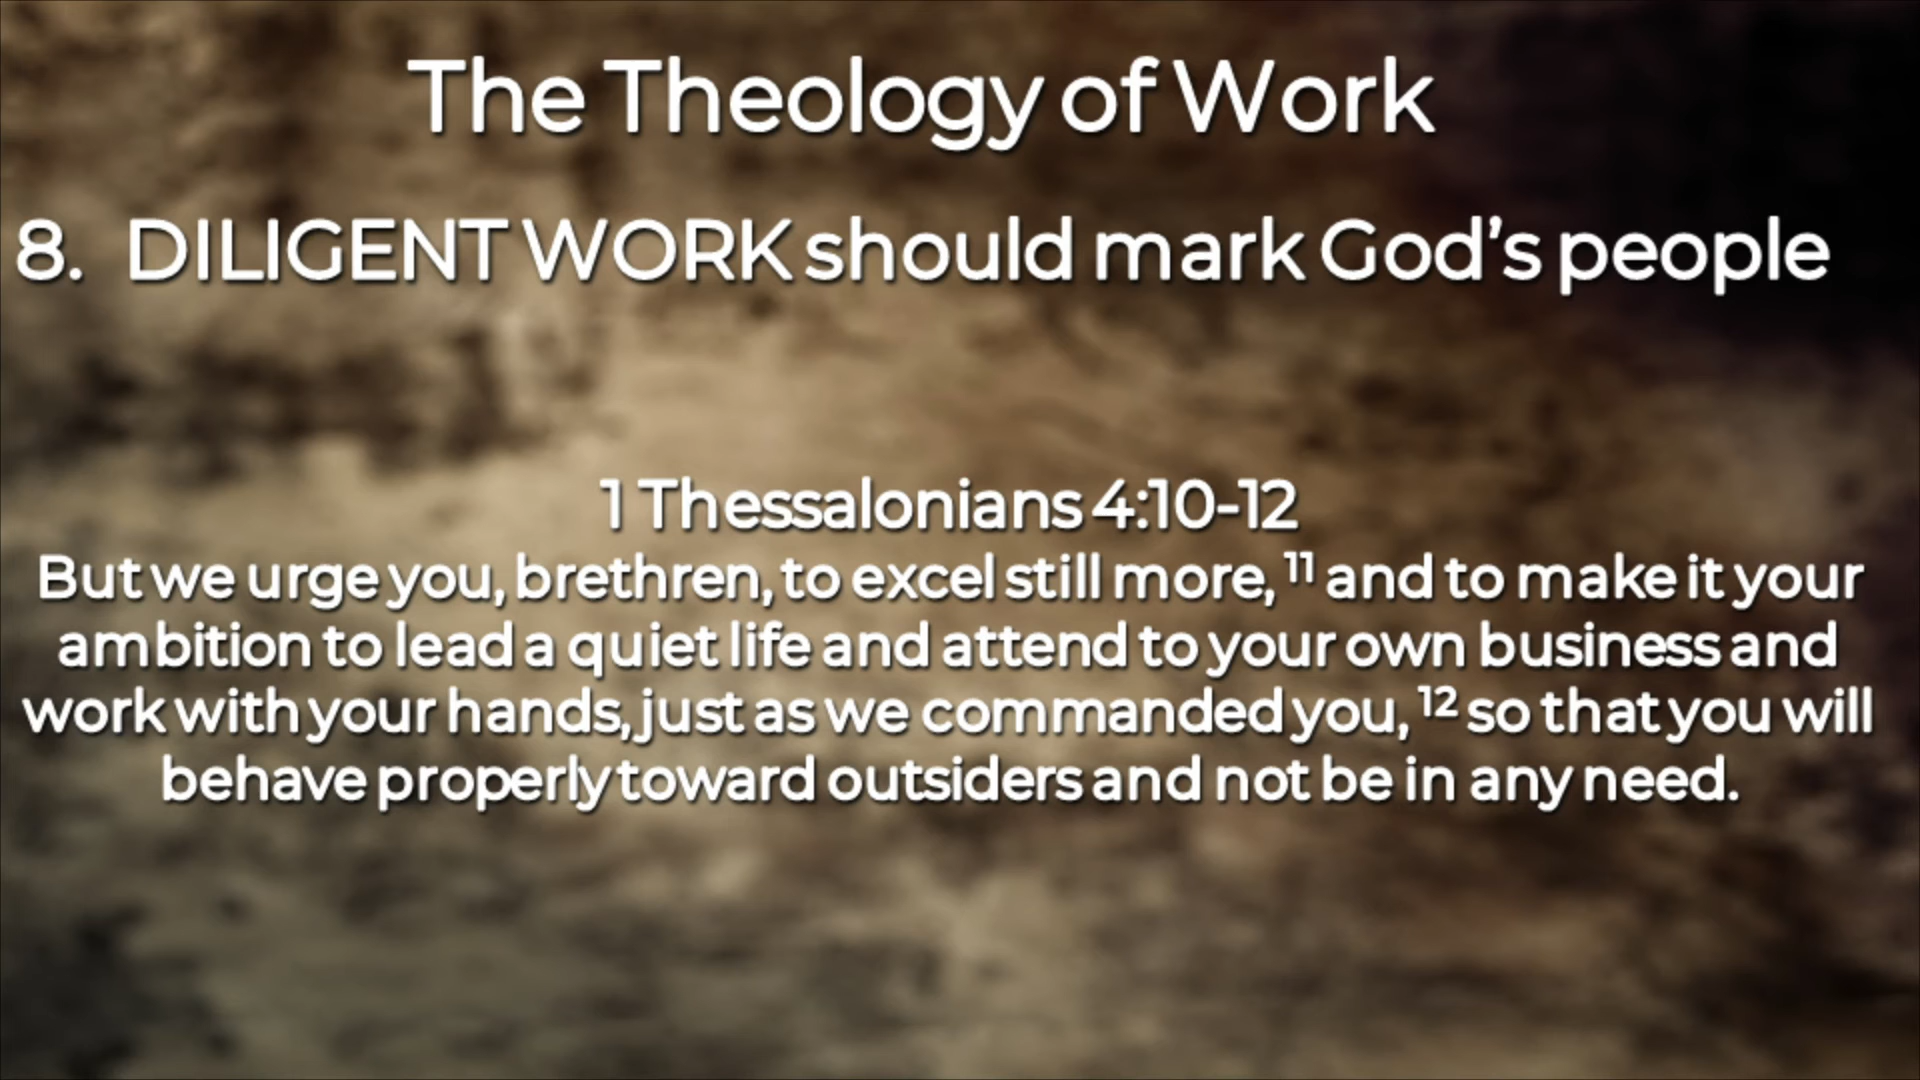 The Theology of Work
8. DILIGENT WORK should mark God’s people
1 Thessalonians 4:10-12
But we urge you, brethren, to excel still more, ¹¹ and to make it your
ambition to lead a quiet life and attend to your own business and
work with your hands, just as we commanded you, ¹² so that you will
behave properly toward outsiders and not be in any need.